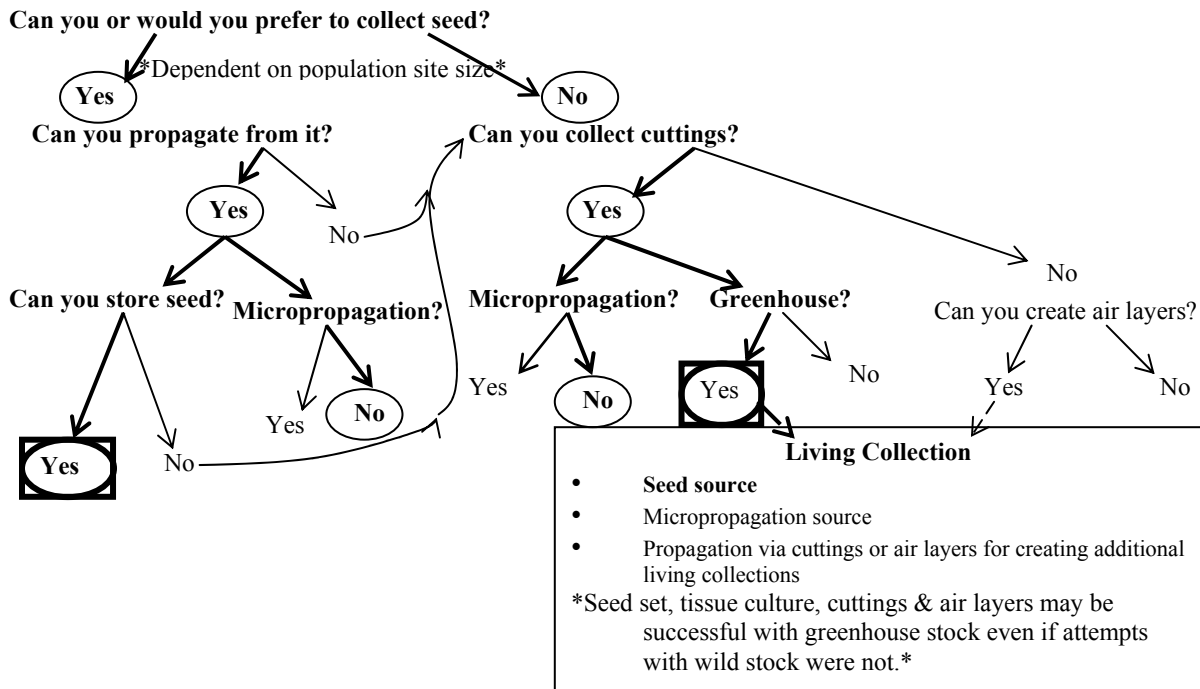 Can you or would you prefer to collect seed?
*Dependent on population site size*
Yes
No
Can you propagate from it?
Can you collect cuttings?
Yes
No
Yes
No
Can you store seed?
Micropropagation?
Micropropagation?
Greenhouse?
Can you create air layers?
Yes
No
Yes
No
Yes
No
Yes
No
Yes
No
Living Collection
• Seed source
• Micropropagation source
• Propagation via cuttings or air layers for creating additional
living collections
*Seed set, tissue culture, cuttings & air layers may be
successful with greenhouse stock even if attempts
with wild stock were not.*